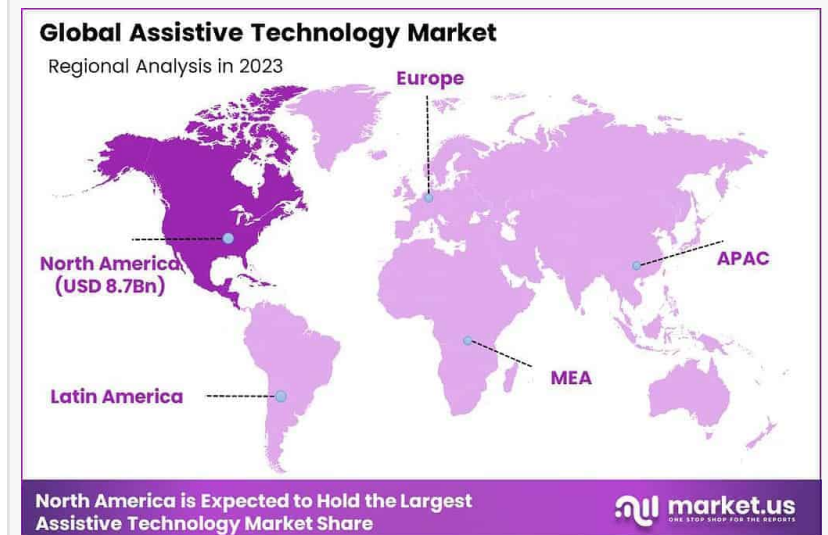 Global Assistive Technology Market
Regional Analysis in 2023
Europe
North America
(USD 8.7Bn)
APAC
MEA
Latin America
North America is Expected to Hold the Largest
Assistive Technology Market Share
market.us
ONE STOP SHOP FOR THE REPORTS